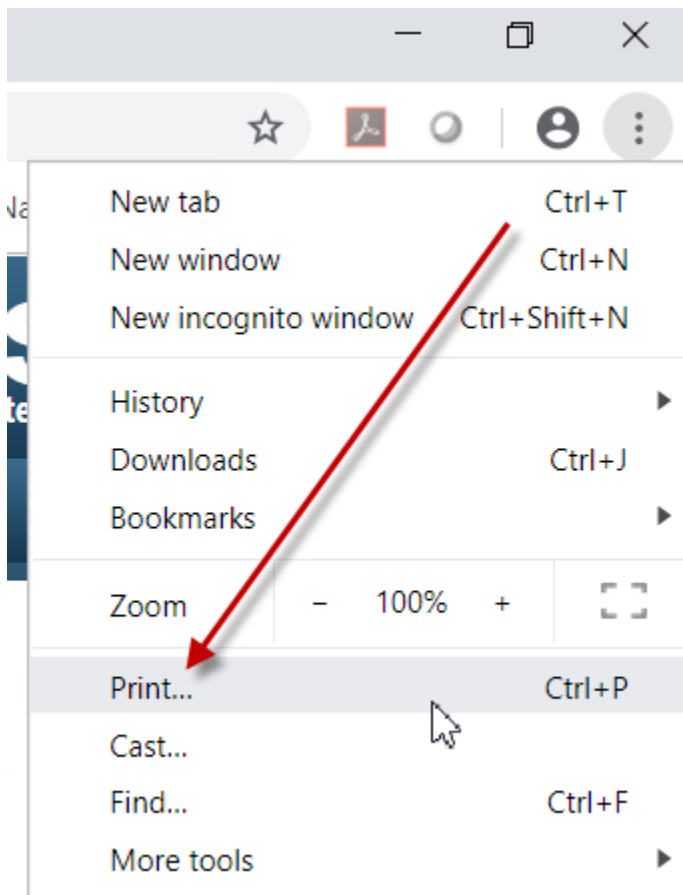 New tab Ctrl+T
New window Ctrl+N
New incognito window Ctrl+Shift+N
History
Downloads Ctrl+J
Bookmarks
Zoom - 100% +
Print... Ctrl+P
Cast...
Find... Ctrl+F
More tools